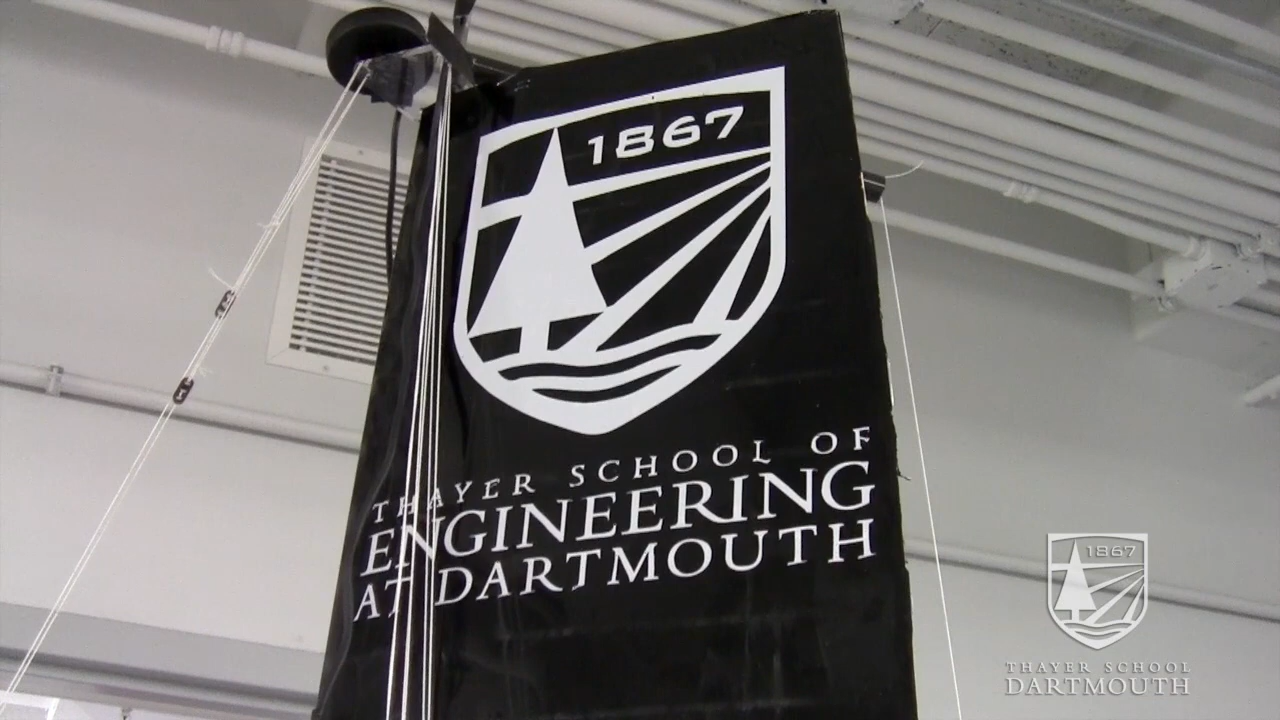 1867
THAYER SCHOOL OF
ENGINEERING
AT DARTMOUTH
1867
THAYER SCHOOL
DARTMOUTH